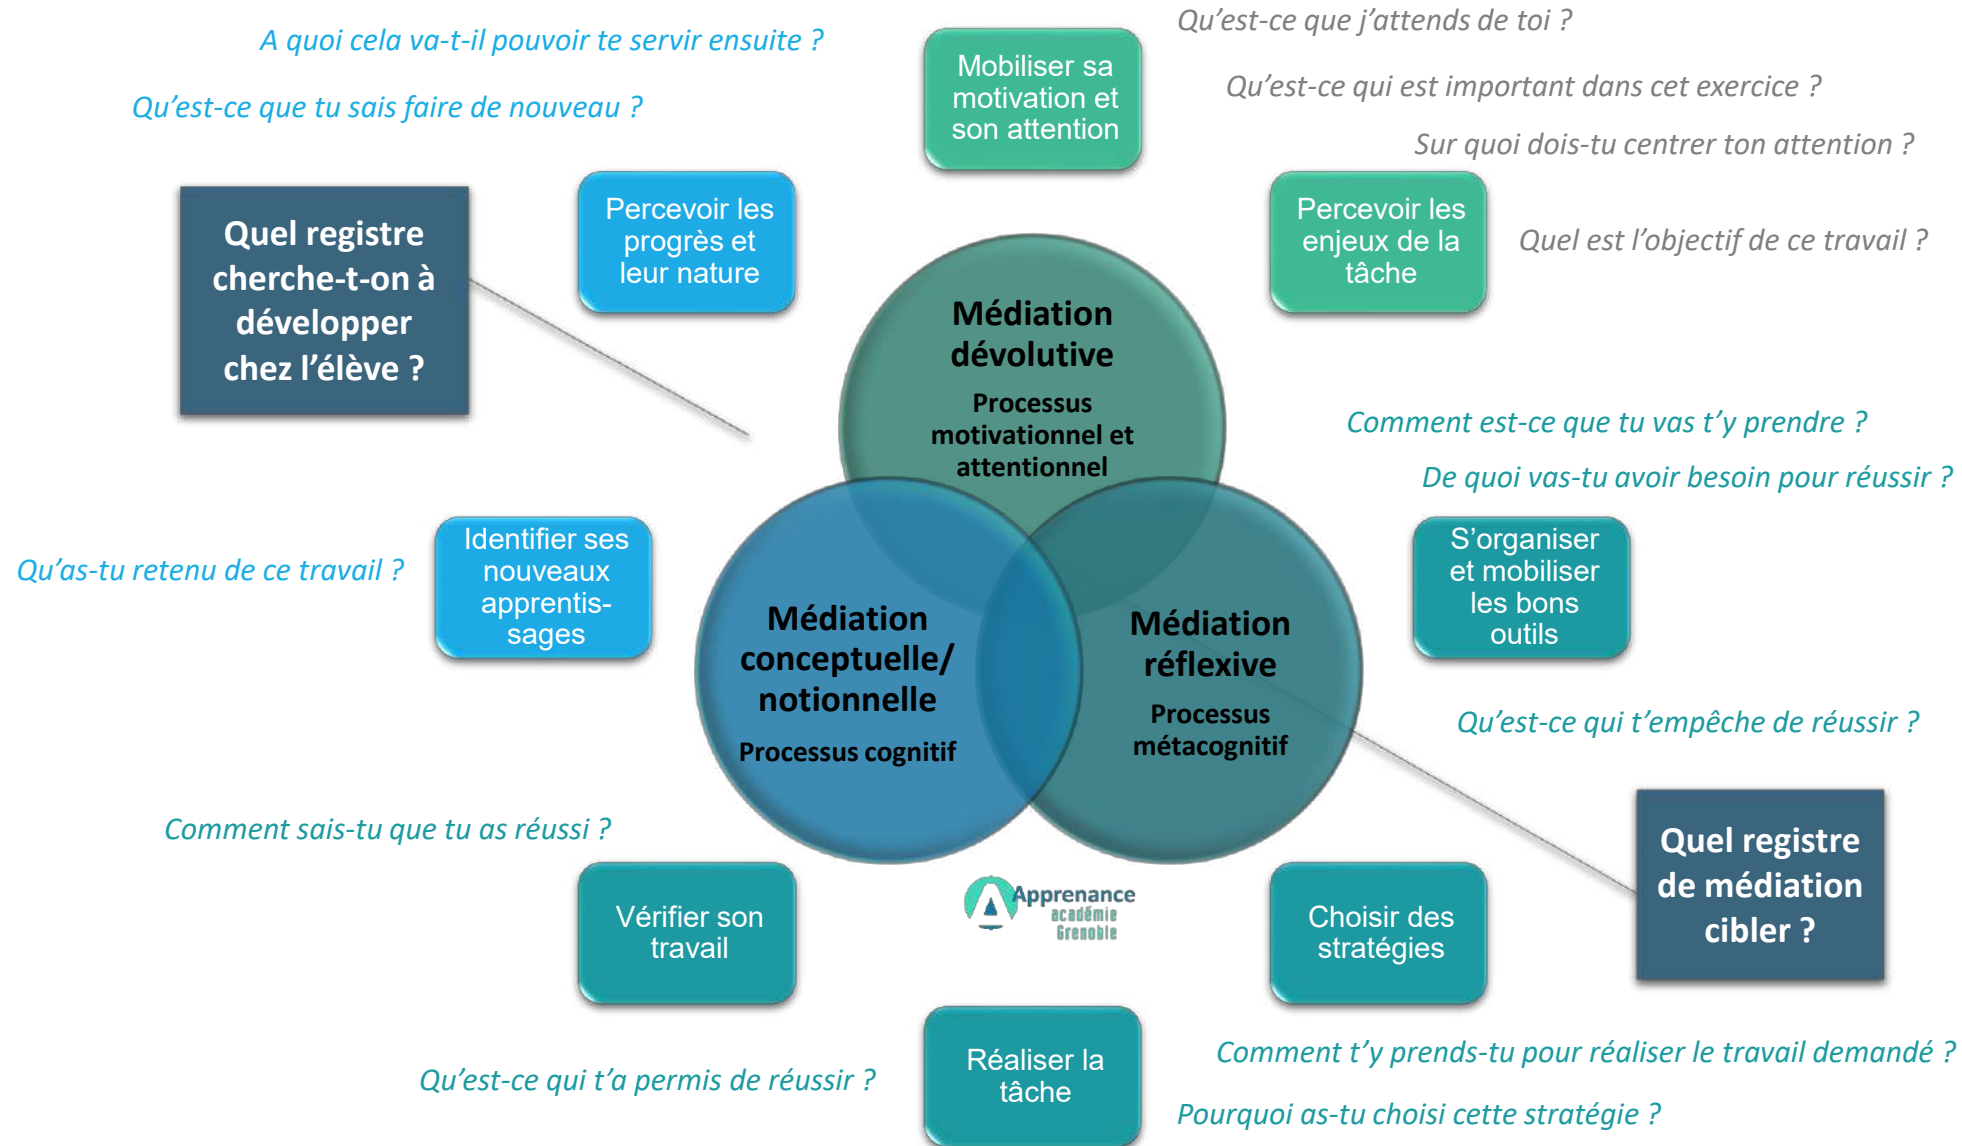 Qu’est-ce que j’attends de toi ?
A quoi cela va-t-il pouvoir te servir ensuite ?
Mobiliser sa
motivation et
son attention
Qu’est-ce qui est important dans cet exercice ?
Qu’est-ce que tu sais faire de nouveau ?
Sur quoi dois-tu centrer ton attention ?
Quel registre
cherche-t-on à
développer
chez l’élève ?
Percevoir les
progrès et
leur nature
Percevoir les
enjeux de la
tâche
Quel est l’objectif de ce travail ?
Médiation
dévolutive
Processus
motivationnel et
attentionnel
Comment est-ce que tu vas t’y prendre ?
De quoi vas-tu avoir besoin pour réussir ?
Qu’as-tu retenu de ce travail ?
Identifier ses
nouveaux
apprentis-
sages
S’organiser
et mobiliser
les bons
outils
Médiation
conceptuelle/
notionnelle
Processus cognitif
Médiation
réflexive
Processus
métacognitif
Qu’est-ce qui t’empêche de réussir ?
Comment sais-tu que tu as réussi ?
Quel registre
de médiation
cibler ?
Vérifier son
travail
Apprenance
académie
Grenoble
Choisir des
stratégies
Réaliser la
tâche
Comment t’y prends-tu pour réaliser le travail demandé ?
Qu’est-ce qui t’a permis de réussir ?
Pourquoi as-tu choisi cette stratégie ?